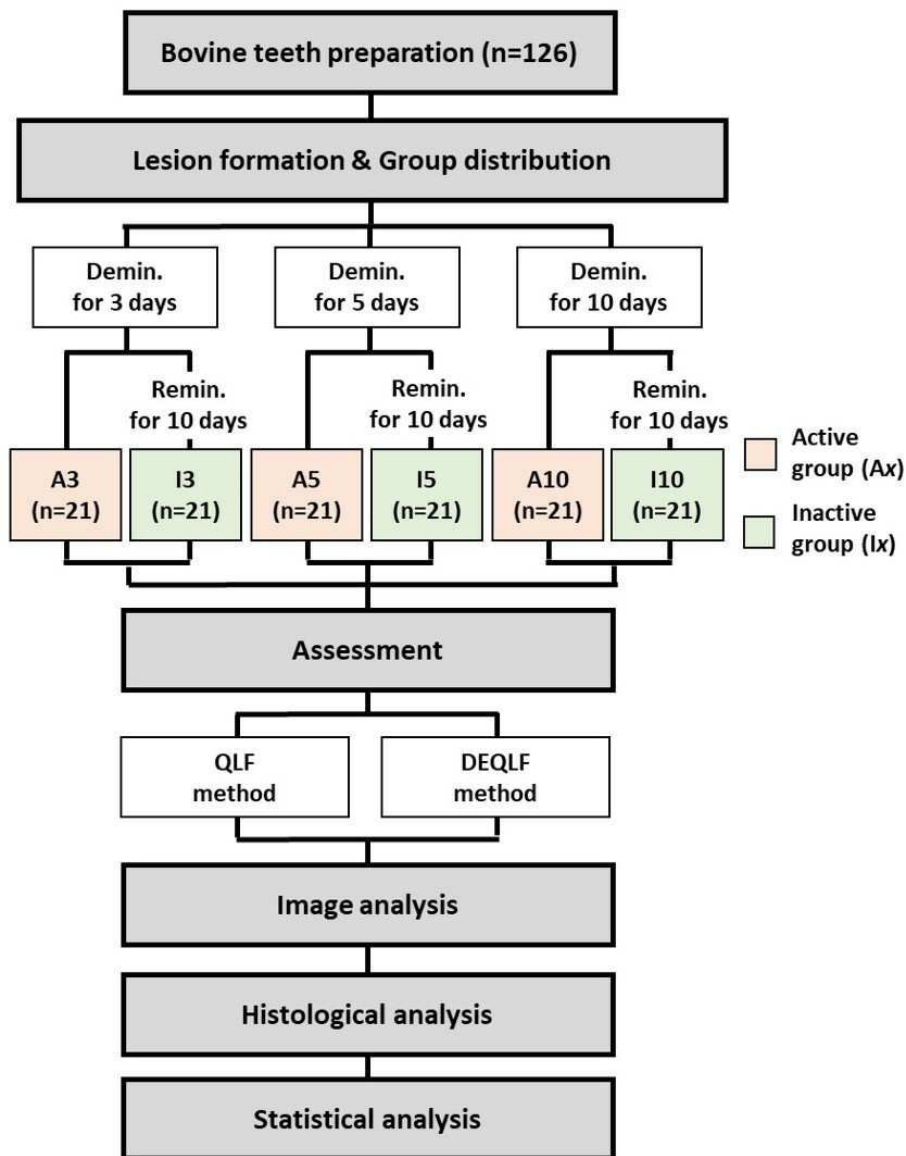 Bovine teeth preparation (n=126)
Lesion formation & Group distribution
Demin.
for 3 days
Demin.
for 5 days
Demin.
for 10 days
Remin.
for 10 days
Remin.
for 10 days
Remin.
for 10 days
A3
(n=21)
I3
(n=21)
A5
(n=21)
I5
(n=21)
A10
(n=21)
I10
(n=21)
Active
group (Ax)
Inactive
group (Ix)
Assessment
QLF
method
DEQLF
method
Image analysis
Histological analysis
Statistical analysis